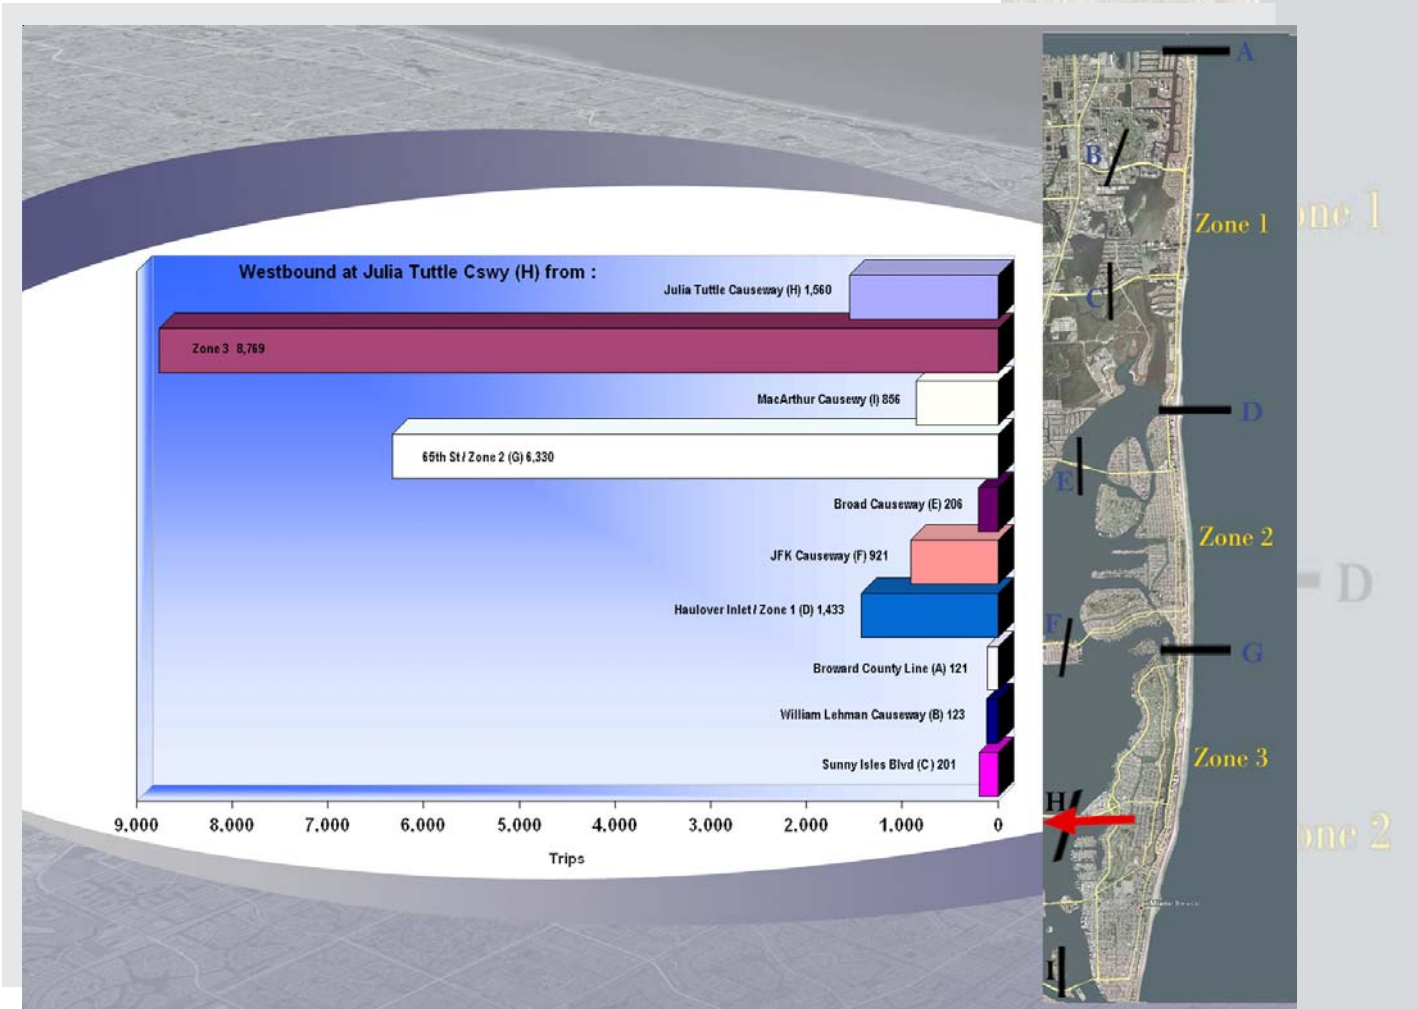 Westbound at Julia Tuttle Cswy (H) from :
Julia Tuttle Causeway (H) 1,560
Zone 3 8,769
MacArthur Causewy (I) 856
65th St / Zone 2 (G) 6,330
Broad Causeway (E) 206
JFK Causeway (F) 921
Haulover Inlet / Zone 1 (D) 1,433
Broward County Line (A) 121
William Lehman Causeway (B) 123
Sunny Isles Blvd (C) 201
9.000 8.000 7.000 6.000 5.000 4.000 3.000 2.000 1.000 0
Trips
A
B
Zone 1
C
D
E
Zone 2
F
G
Zone 3
H
I
one 1
D
one 2